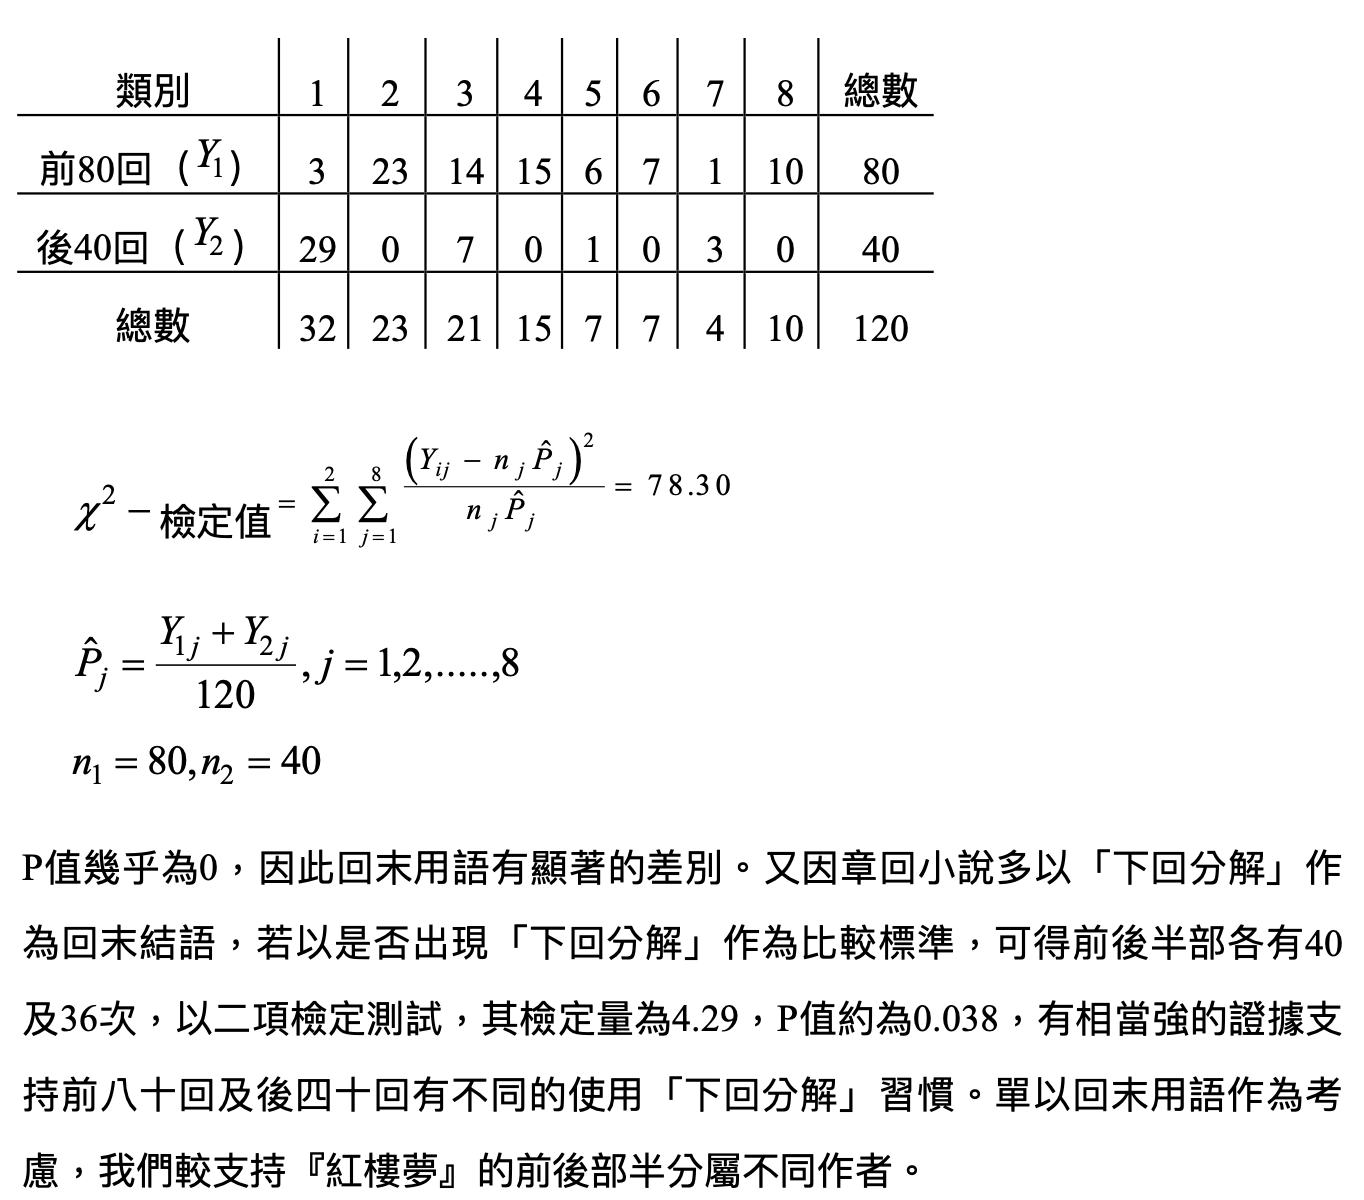 類別 1 2 3 4 5 6 7 8 總數
前80回（Y₁） 3 23 14 15 6 7 1 10 80
後40回（Y₂） 29 0 7 0 1 0 3 0 40
總數 32 23 21 15 7 7 4 10 120
χ² − 檢定值 = ∑_{i=1}^{2} ∑_{j=1}^{8} (Y_{ij} − n_j P̂_j)² / n_j P̂_j = 78.30
P̂_j = (Y_{1j} + Y_{2j}) / 120 , j = 1,2,.....,8
n₁ = 80, n₂ = 40
P值幾乎為0，因此回末用語有顯著的差別。又因章回小說多以「下回分解」作
為回末結語，若以是否出現「下回分解」作為比較標準，可得前後半部各有40
及36次，以二項檢定測試，其檢定量為4.29，P值約為0.038，有相當強的證據支
持前八十回及後四十回有不同的使用「下回分解」習慣。單以回末用語作為考
慮，我們較支持『紅樓夢』的前後部半分屬不同作者。